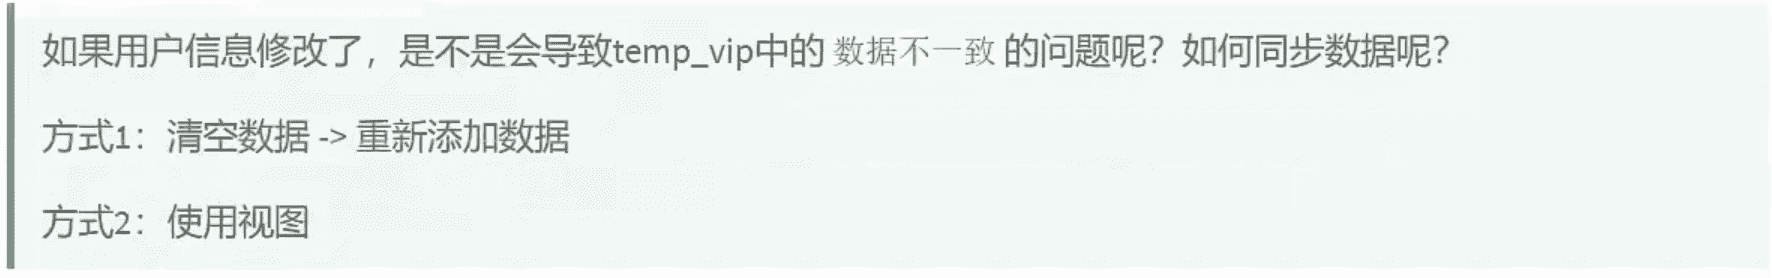 如果用户信息修改了，是不是会导致temp_vip中的 数据不一致 的问题呢？如何同步数据呢？
方式1：清空数据 -> 重新添加数据
方式2：使用视图